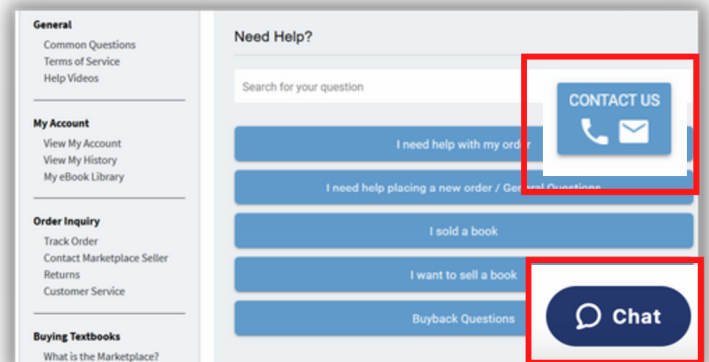 General
Common Questions
Terms of Service
Help Videos
My Account
View My Account
View My History
My eBook Library
Order Inquiry
Track Order
Contact Marketplace Seller
Returns
Customer Service
Buying Textbooks
What is the Marketplace?
Need Help?
Search for your question
CONTACT US
I need help with my order
I need help placing a new order / General Questions
I sold a book
I want to sell a book
Buyback Questions
Chat